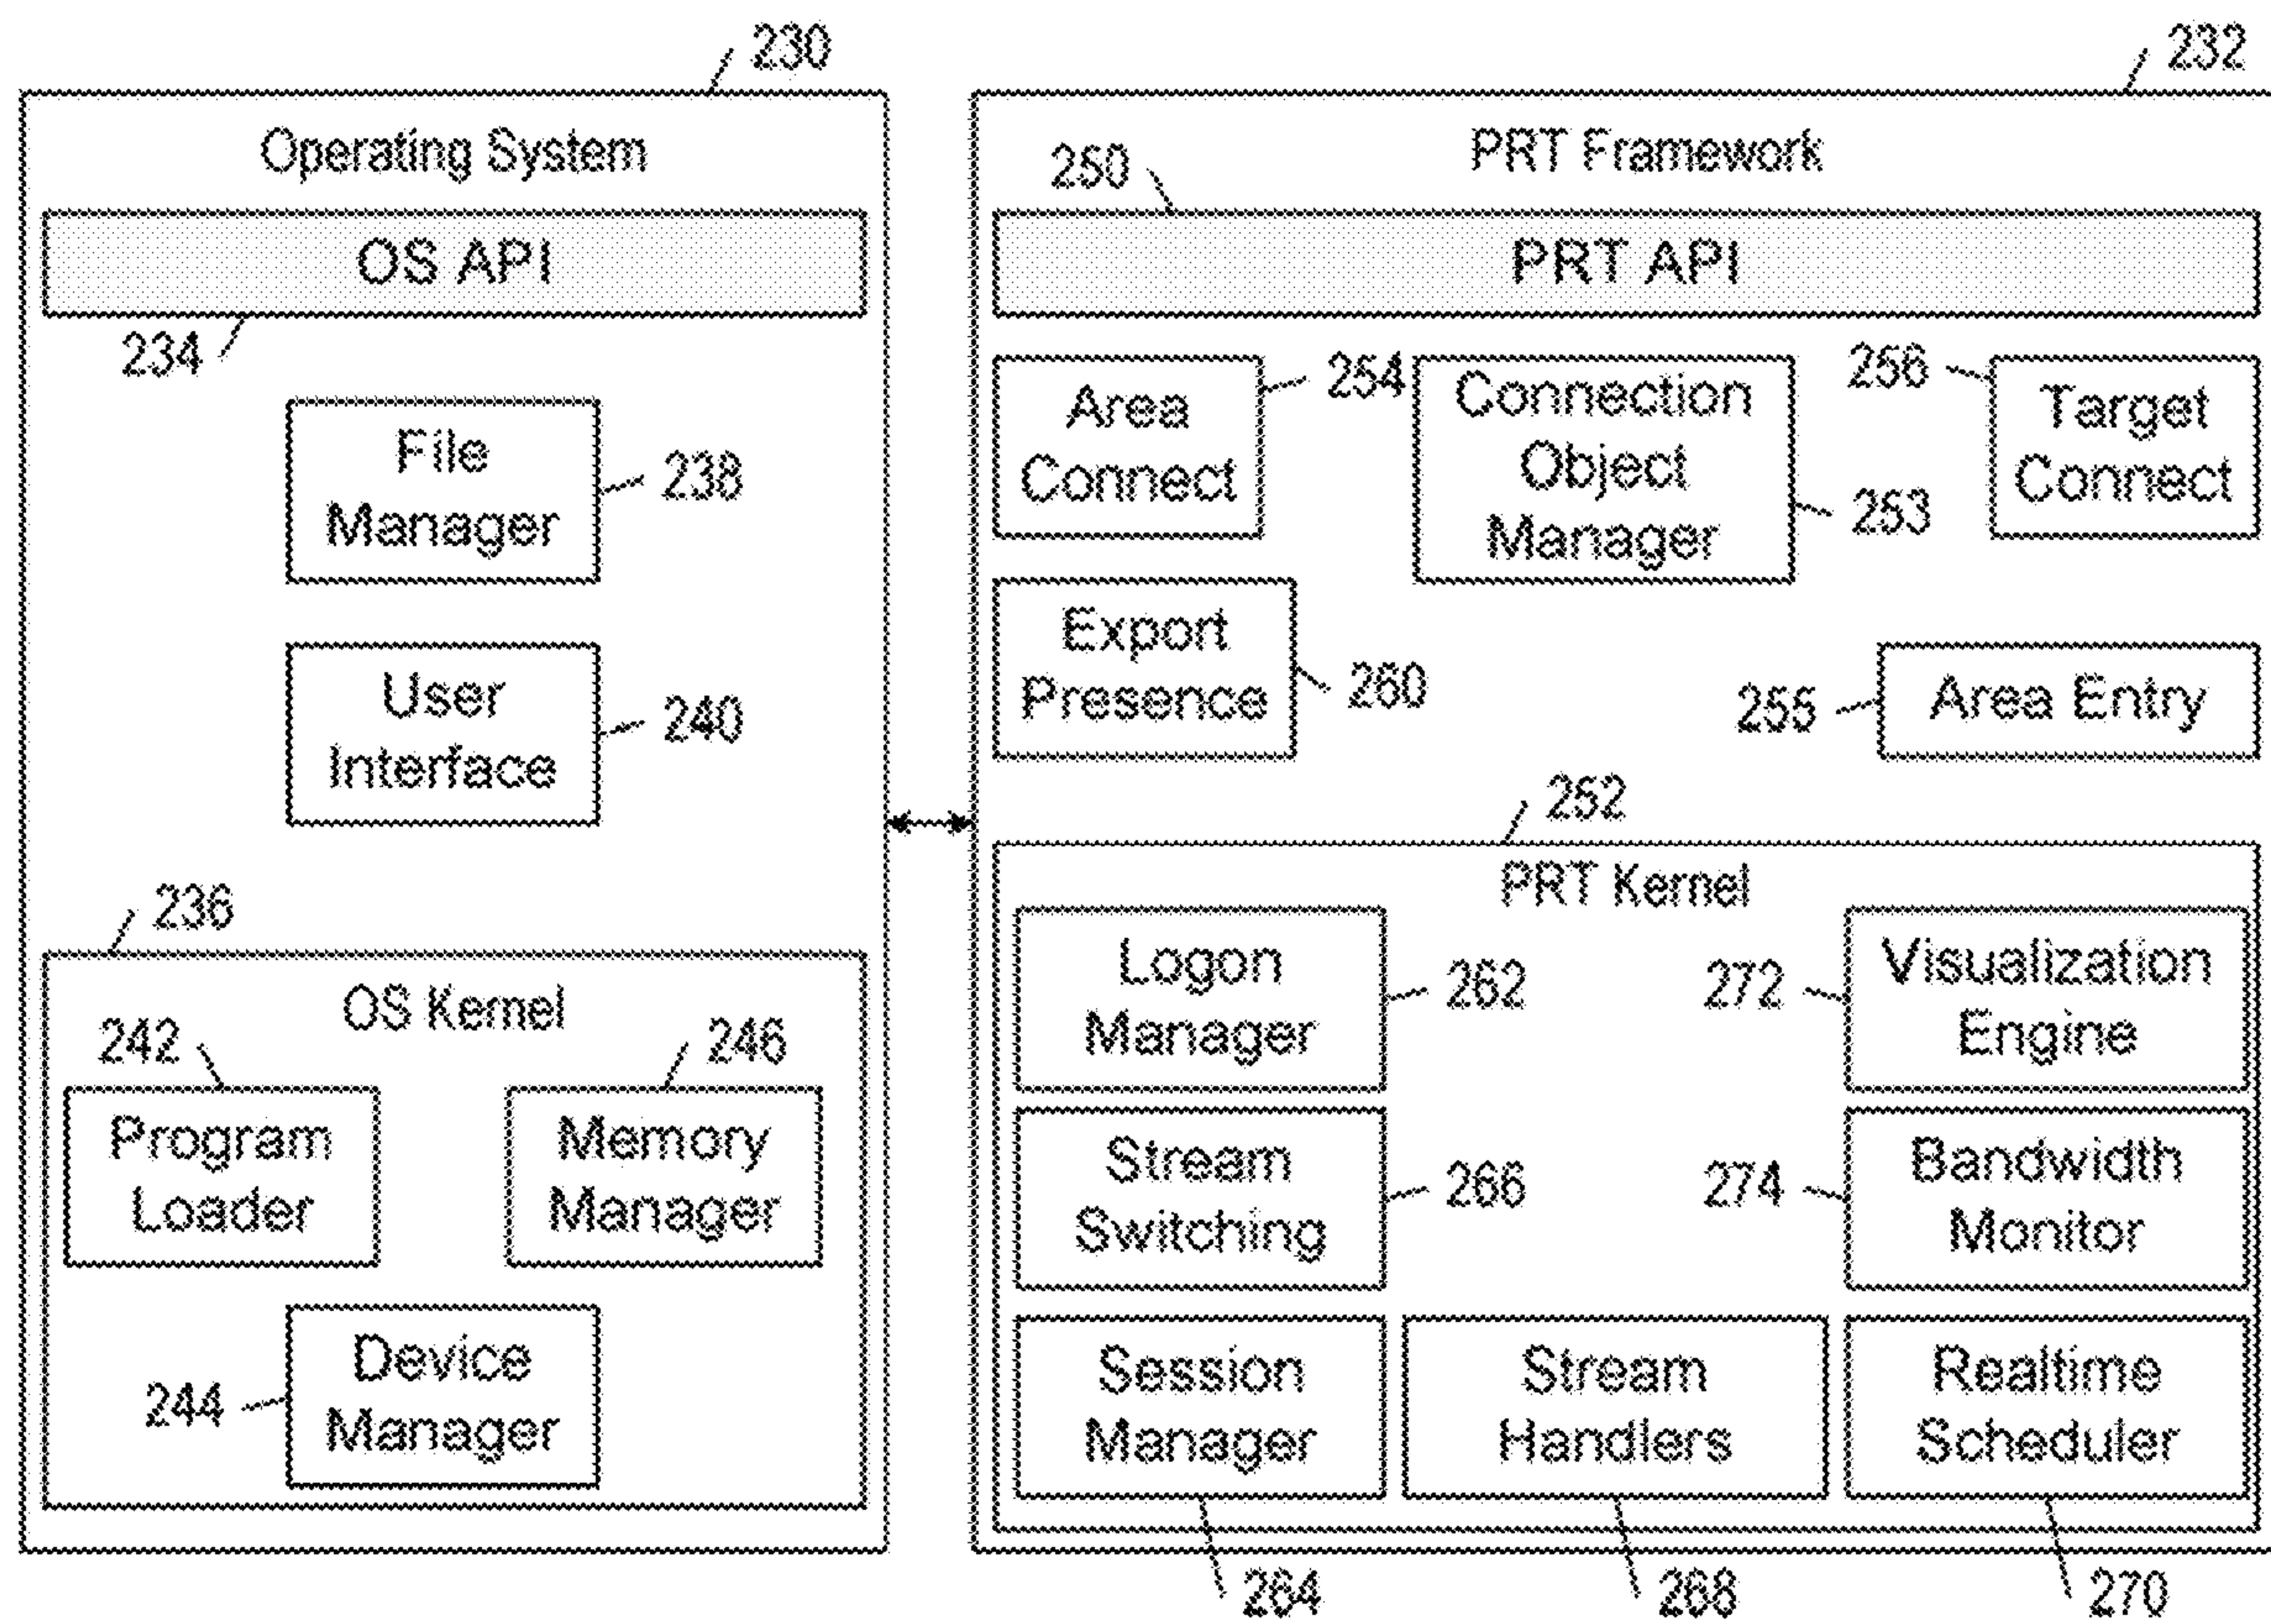 230
232
Operating System
PRT Framework
250
OS API
PRT API
234
Area
Connect
254
Connection
Object
Manager
253
256
Target
Connect
File
Manager
238
Export
Presence
260
User
Interface
240
255
Area Entry
252
PRT Kernel
236
OS Kernel
242
246
Program
Loader
Memory
Manager
Device
Manager
244
Logon
Manager
262
272
Visualization
Engine
Stream
Switching
266
274
Bandwidth
Monitor
Session
Manager
Stream
Handlers
Realtime
Scheduler
264
268
270